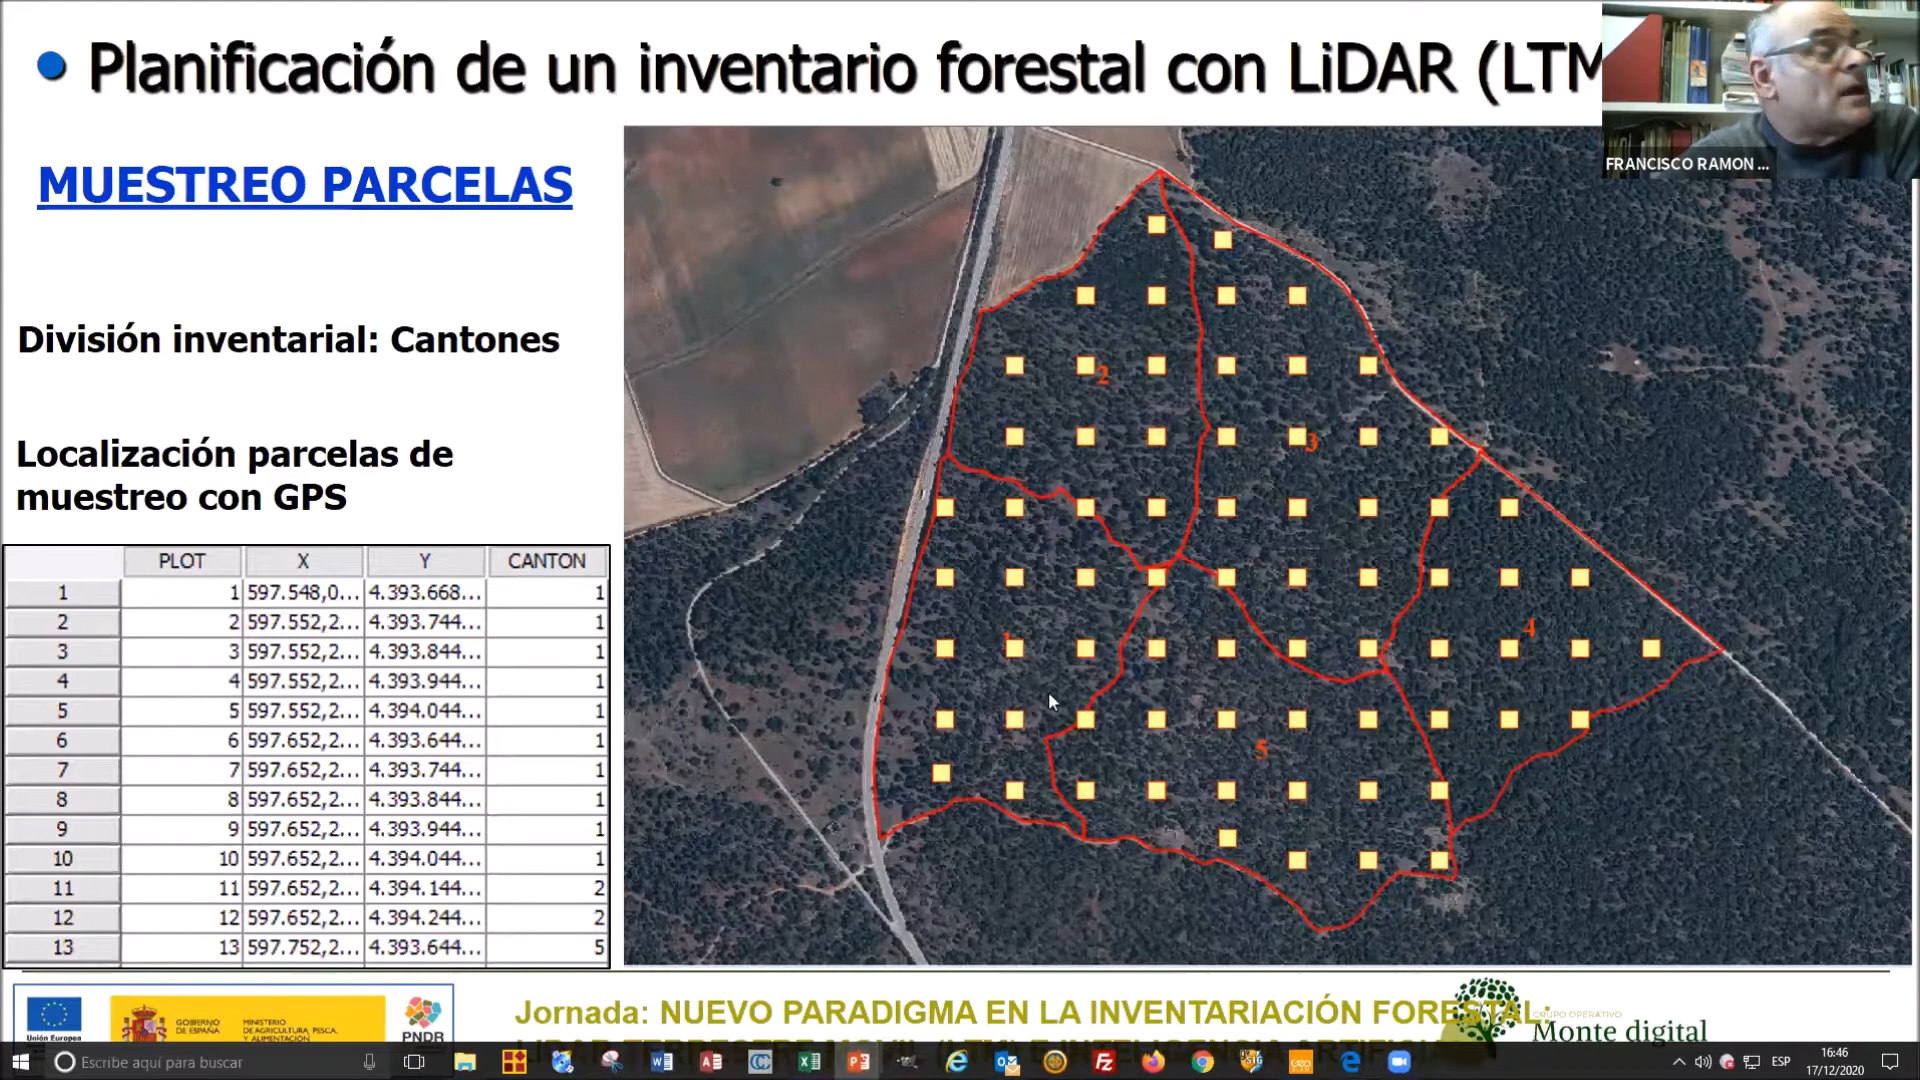 Planificación de un inventario forestal con LiDAR (LTM
FRANCISCO RAMON ...
MUESTREO PARCELAS
División inventarial: Cantones
Localización parcelas de
muestreo con GPS
PLOT X Y CANTON
1 1 597.548,0... 4.393.668... 1
2 2 597.552,2... 4.393.744... 1
3 3 597.552,2... 4.393.844... 1
4 4 597.552,2... 4.393.944... 1
5 5 597.552,2... 4.394.044... 1
6 6 597.652,2... 4.393.644... 1
7 7 597.652,2... 4.393.744... 1
8 8 597.652,2... 4.393.844... 1
9 9 597.652,2... 4.393.944... 1
10 10 597.652,2... 4.394.044... 1
11 11 597.652,2... 4.394.144... 2
12 12 597.652,2... 4.394.244... 2
13 13 597.752,2... 4.393.644... 5
2
3
4
5
Unión Europea
GOBIERNO
DE ESPAÑA
MINISTERIO
DE AGRICULTURA, PESCA,
Y ALIMENTACIÓN
PNDR
Jornada: NUEVO PARADIGMA EN LA INVENTARIACIÓN FORESTAL:
GRUPO OPERATIVO
Monte digital
Escribe aquí para buscar
ESP
16:46
17/12/2020